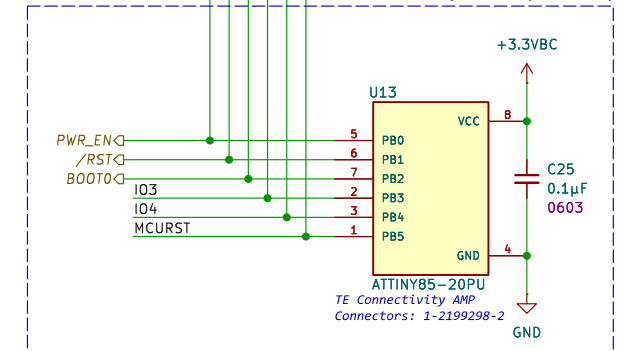 +3.3VBC
U13
PWR_EN 5 PB0 VCC 8
/RST 6 PB1
BOOT0 7 PB2
IO3 2 PB3
IO4 3 PB4
MCURST 1 PB5 GND 4
C25
0.1µF
0603
ATTINY85-20PU
TE Connectivity AMP
Connectors: 1-2199298-2
GND